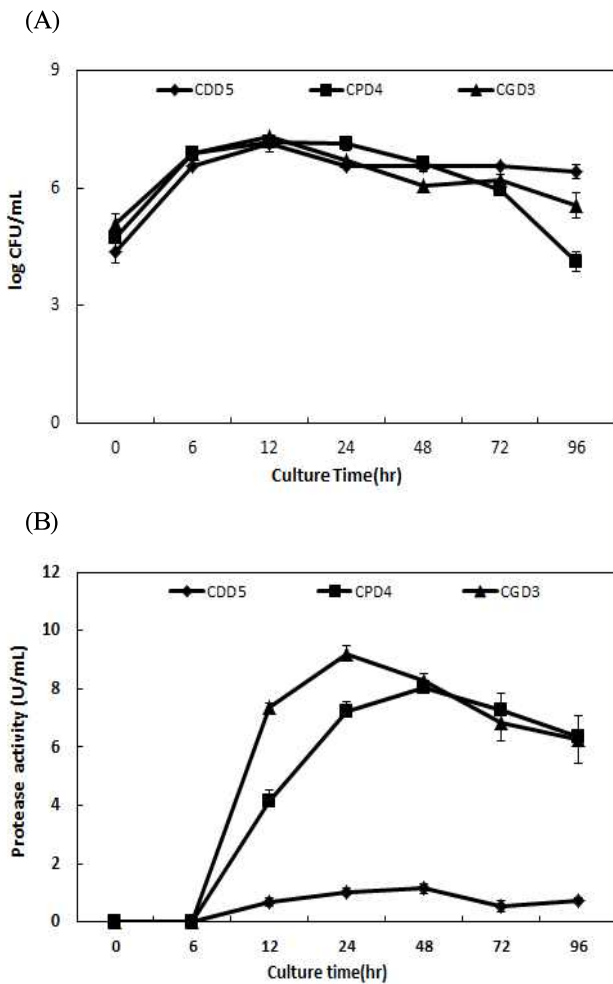 (A)
9
CDD5 CPD4 CGD3
6
3
0
log CFU/mL
0 6 12 24 48 72 96
Culture Time(hr)
(B)
12
CDD5 CPD4 CGD3
10
8
6
4
2
0
Protease activity (U/mL)
0 6 12 24 48 72 96
Culture time(hr)